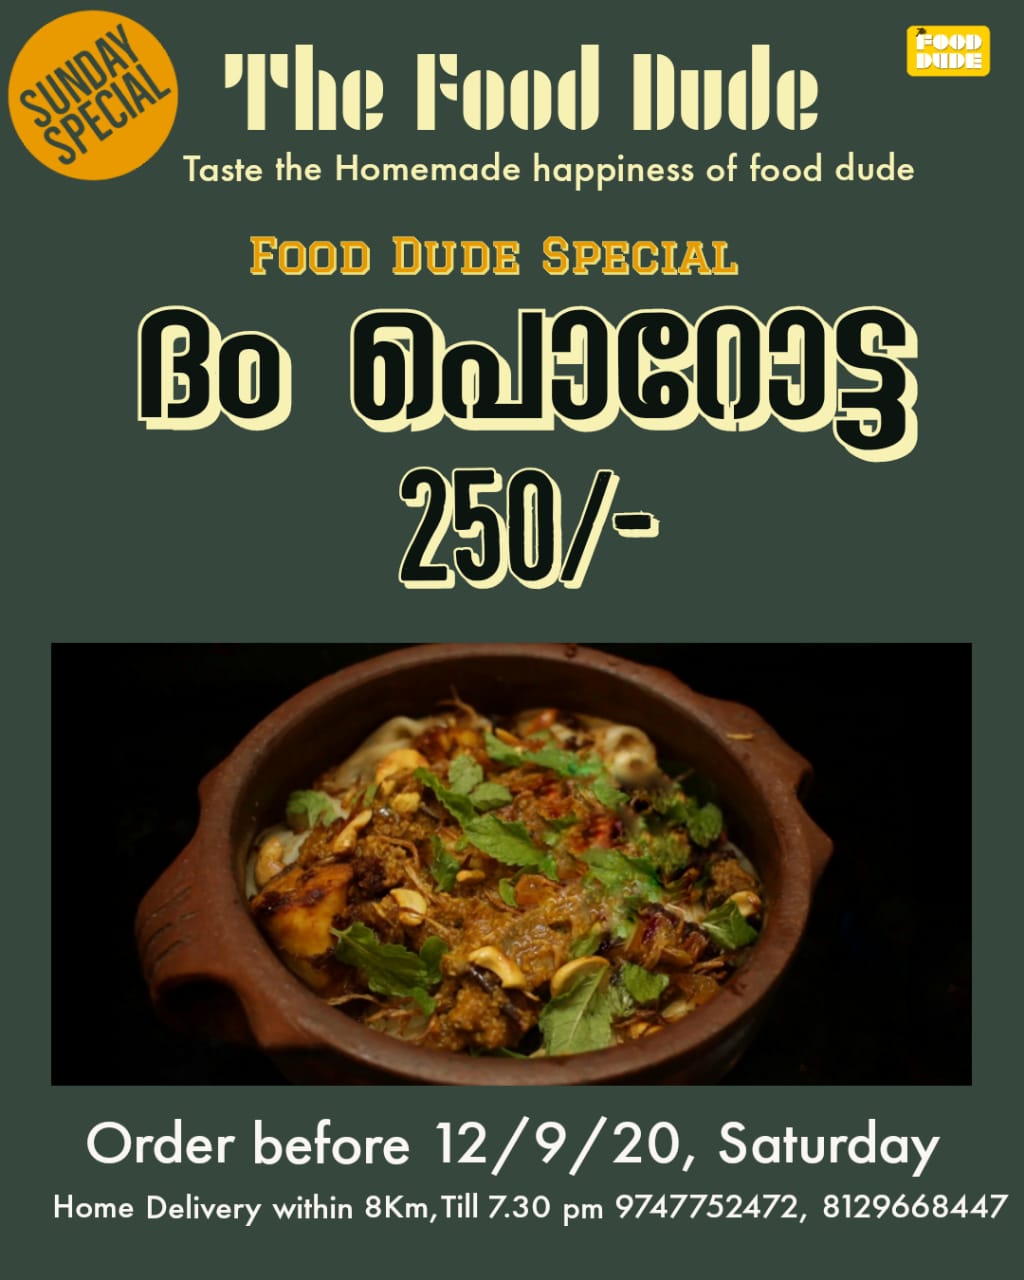 SUNDAY
SPECIAL
The Food Dude
FOOD
DUDE
Taste the Homemade happiness of food dude
Food Dude Special
ദം പൊറോട്ട
250/-
Order before 12/9/20, Saturday
Home Delivery within 8Km,Till 7.30 pm 9747752472, 8129668447